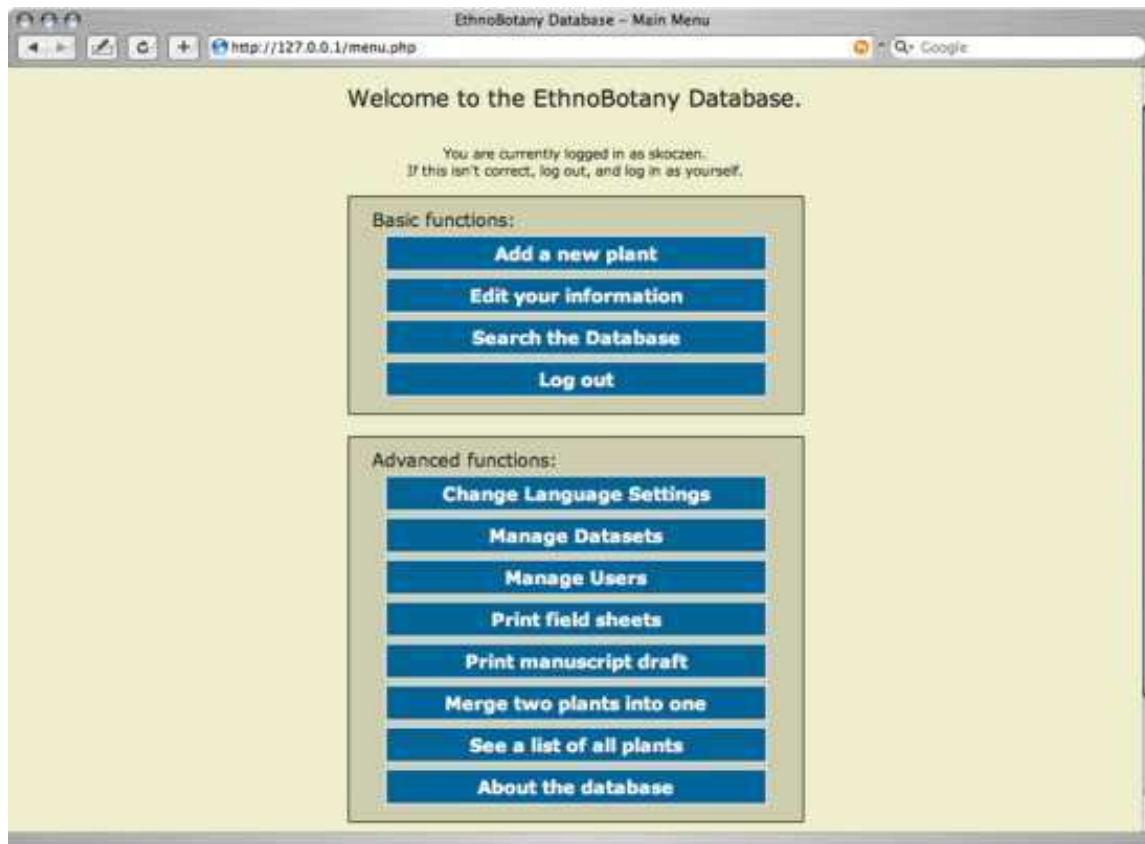 EthnoBotany Database – Main Menu
http://127.0.0.1/menu.php
Google
Welcome to the EthnoBotany Database.
You are currently logged in as skoczen.
If this isn't correct, log out, and log in as yourself.
Basic functions:
Add a new plant
Edit your information
Search the Database
Log out
Advanced functions:
Change Language Settings
Manage Datasets
Manage Users
Print field sheets
Print manuscript draft
Merge two plants into one
See a list of all plants
About the database